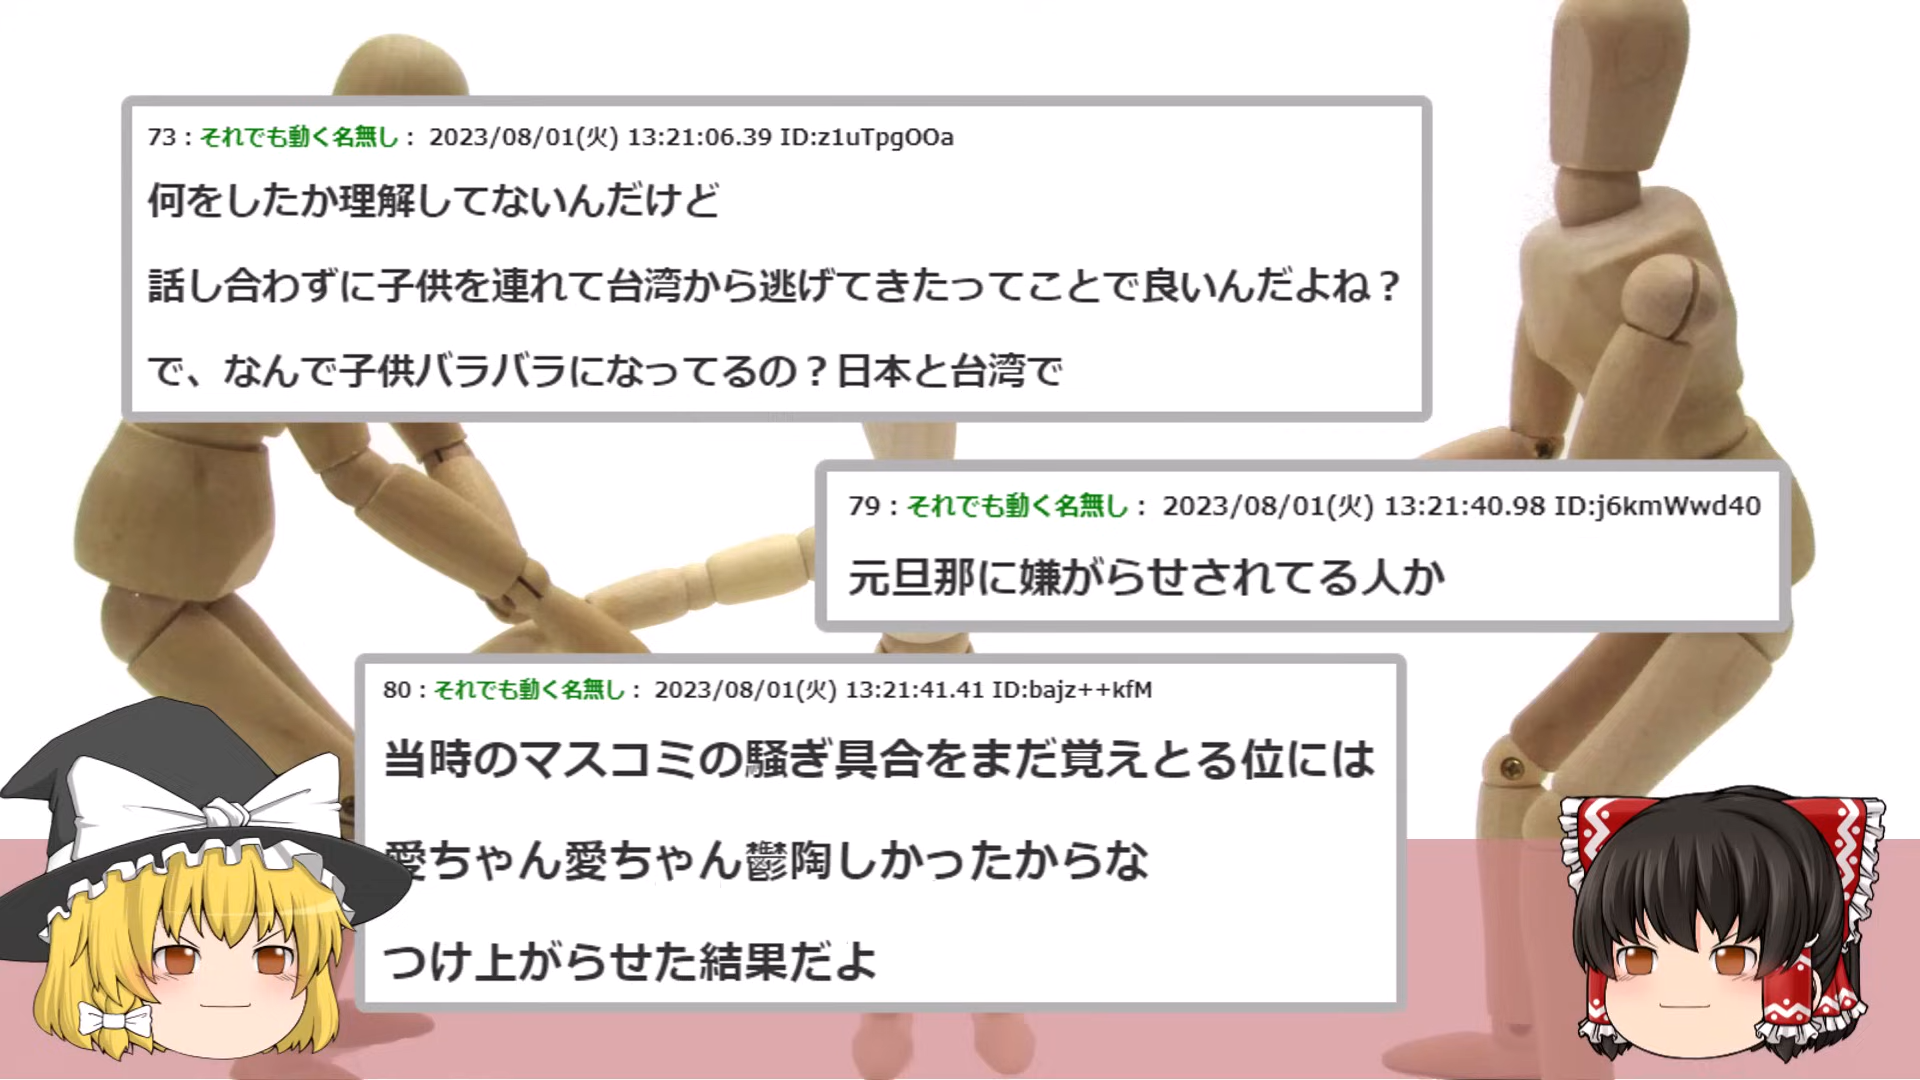 73：それでも動く名無し： 2023/08/01(火) 13:21:06.39 ID:z1uTpgOOa
何をしたか理解してないんだけど
話し合わずに子供を連れて台湾から逃げてきたってことで良いんだよね？
で、なんで子供バラバラになってるの？日本と台湾で
79：それでも動く名無し： 2023/08/01(火) 13:21:40.98 ID:j6kmWwd40
元旦那に嫌がらせされてる人か
80：それでも動く名無し： 2023/08/01(火) 13:21:41.41 ID:bajz++kfM
当時のマスコミの騒ぎ具合をまだ覚えとる位には
愛ちゃん愛ちゃん鬱陶しかったからな
つけ上がらせた結果だよ